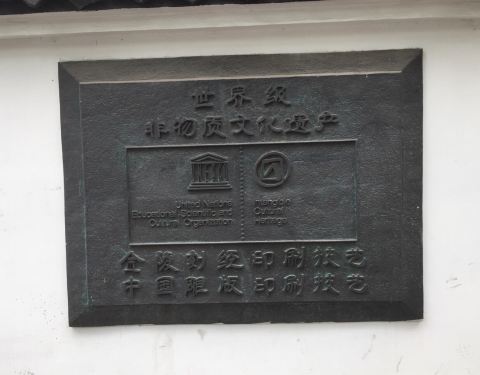 世界级
非物质文化遗产
United Nations
Educational, Scientific and
Cultural Organization
Intangible
Cultural
Heritage
金陵刻经印刷技艺
中国雕版印刷技艺